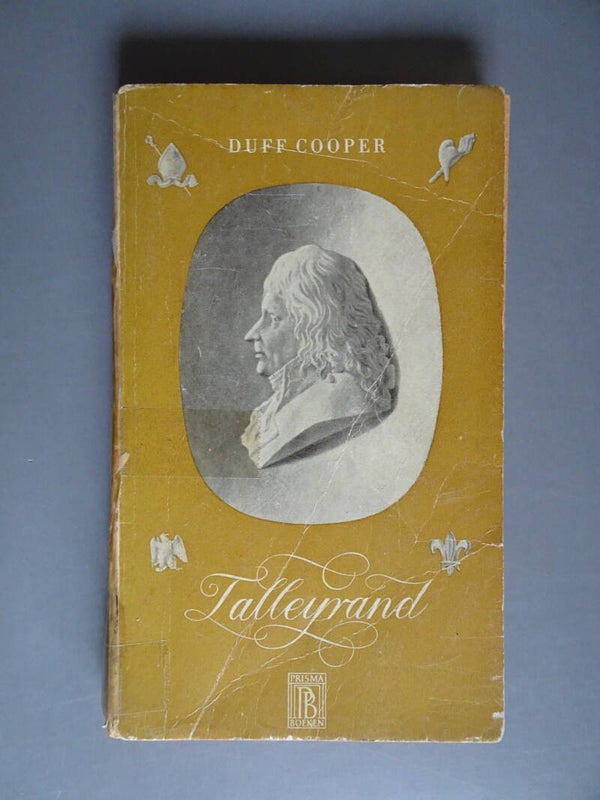 DUFF COOPER
Talleyrand
PRISMA
PB
BOEKEN